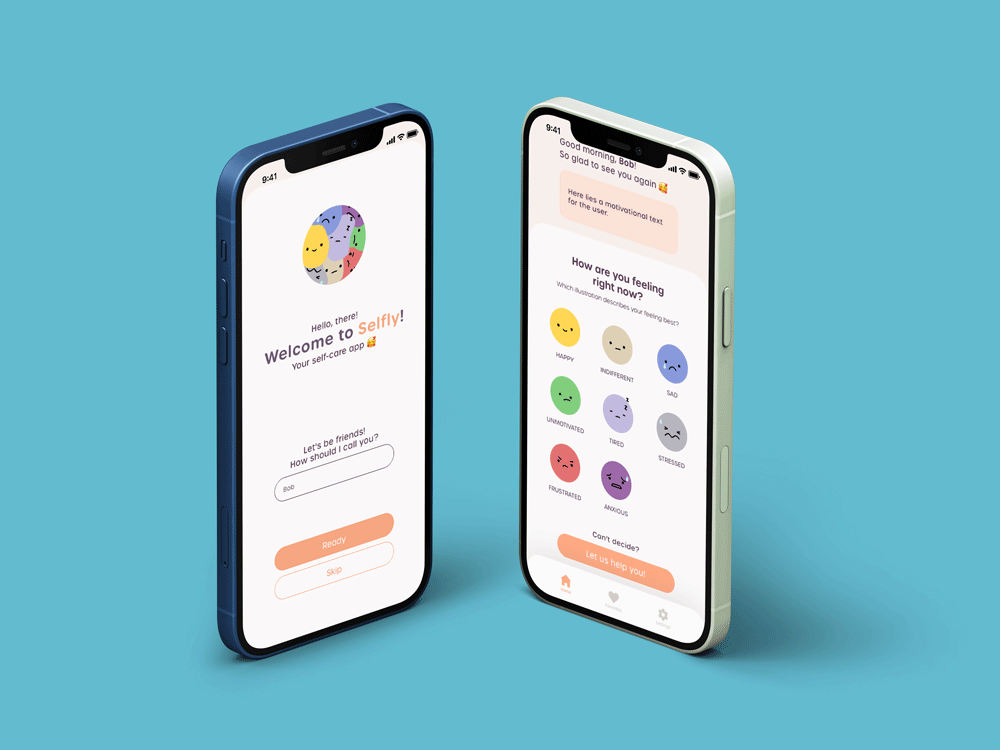 9:41
Hello, there!
Welcome to Selfly!
Your self-care app 🥰
Let's be friends!
How should I call you?
Bob
Ready
Skip
9:41
Good morning, Bob!
So glad to see you again 🥰
Here lies a motivational text
for the user.
How are you feeling
right now?
Which illustration describes your feeling best?
HAPPY
INDIFFERENT
SAD
UNMOTIVATED
TIRED
STRESSED
FRUSTRATED
ANXIOUS
Can't decide?
Let us help you!
Home
Settings